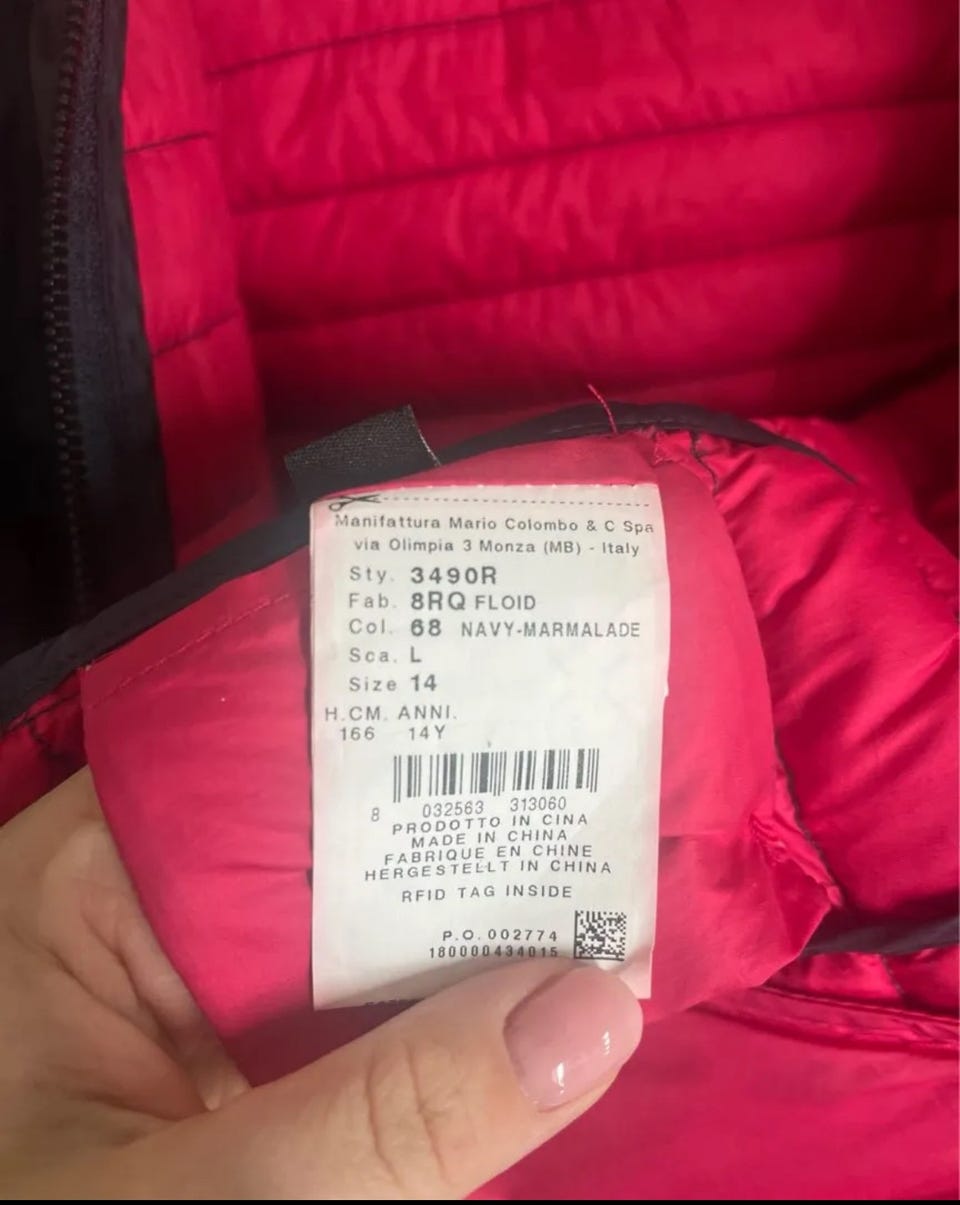 Manifattura Mario Colombo & C Spa
via Olimpia 3 Monza (MB) - Italy
Sty. 3490R
Fab. 8RQ FLOID
Col. 68 NAVY-MARMALADE
Sca. L
Size 14
H.CM. ANNI.
166 14Y
8 032563 313060
PRODOTTO IN CINA
MADE IN CHINA
FABRIQUE EN CHINE
HERGESTELLT IN CHINA
RFID TAG INSIDE
P.O. 002774
180000434015